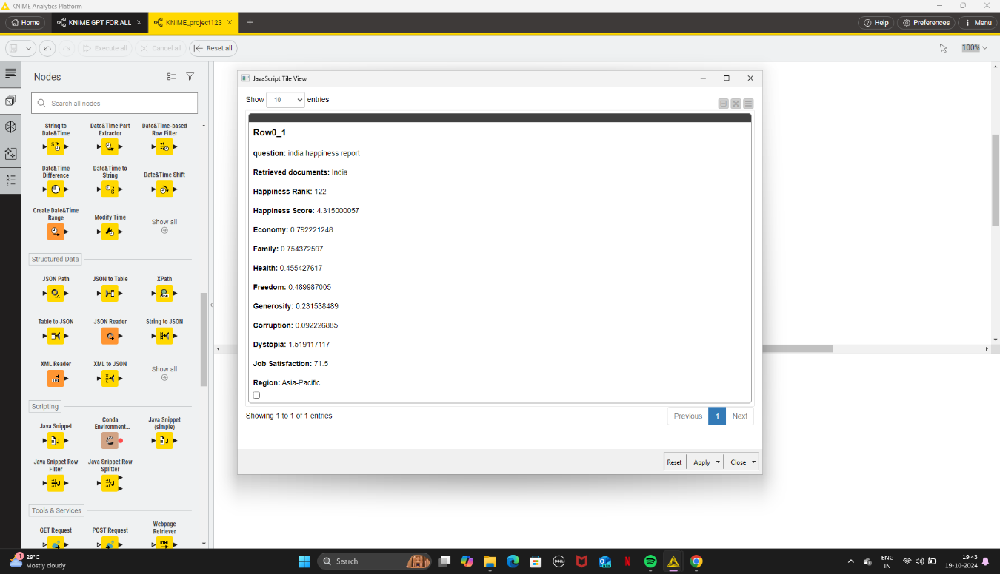 KNIME Analytics Platform
Home
KNIME GPT FOR ALL
KNIME_project123
Help
Preferences
Menu
Execute all
Cancel all
Reset all
100%
Nodes
Search all nodes
String to Date&Time
Date&Time Part Extractor
Date&Time-based Row Filter
Date&Time Difference
Date&Time to String
Date&Time Shift
Create Date&Time Range
Modify Time
Show all
Structured Data
JSON Path
JSON to Table
XPath
Table to JSON
JSON Reader
String to JSON
XML Reader
XML to JSON
Show all
Scripting
Java Snippet
Conda Environment...
Java Snippet (simple)
Java Snippet Row Filter
Java Snippet Row Splitter
Tools & Services
GET Request
POST Request
Webpage Retriever
JavaScript Tile View
Show 10 entries
Row0_1
question: india happiness report
Retrieved documents: India
Happiness Rank: 122
Happiness Score: 4.315000057
Economy: 0.792221248
Family: 0.754372597
Health: 0.455427617
Freedom: 0.469987005
Generosity: 0.231538489
Corruption: 0.092226885
Dystopia: 1.519117117
Job Satisfaction: 71.5
Region: Asia-Pacific
Showing 1 to 1 of 1 entries
Previous 1 Next
Reset Apply Close
1
29°C
Mostly cloudy
Search
ENG
IN
19:43
19-10-2024